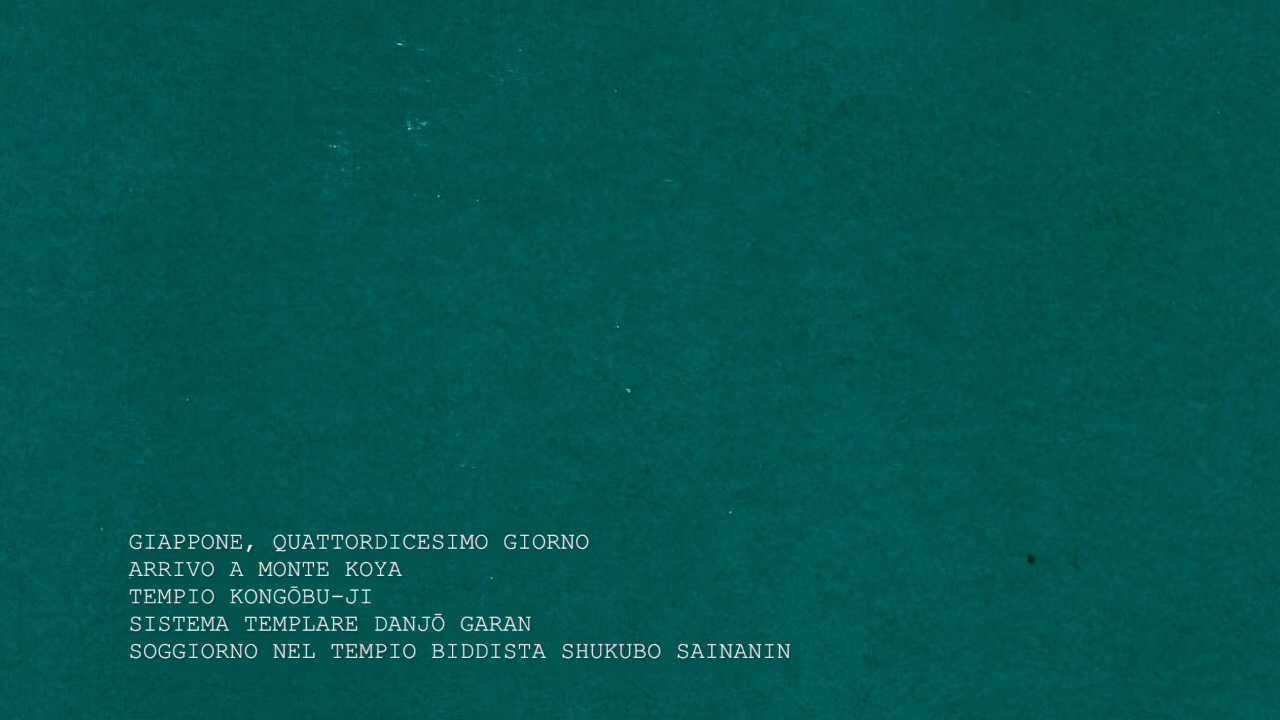 GIAPPONE, QUATTORDICESIMO GIORNO
ARRIVO A MONTE KOYA
TEMPIO KONGŌBU-JI
SISTEMA TEMPLARE DANJŌ GARAN
SOGGIORNO NEL TEMPIO BIDDISTA SHUKUBO SAINANIN